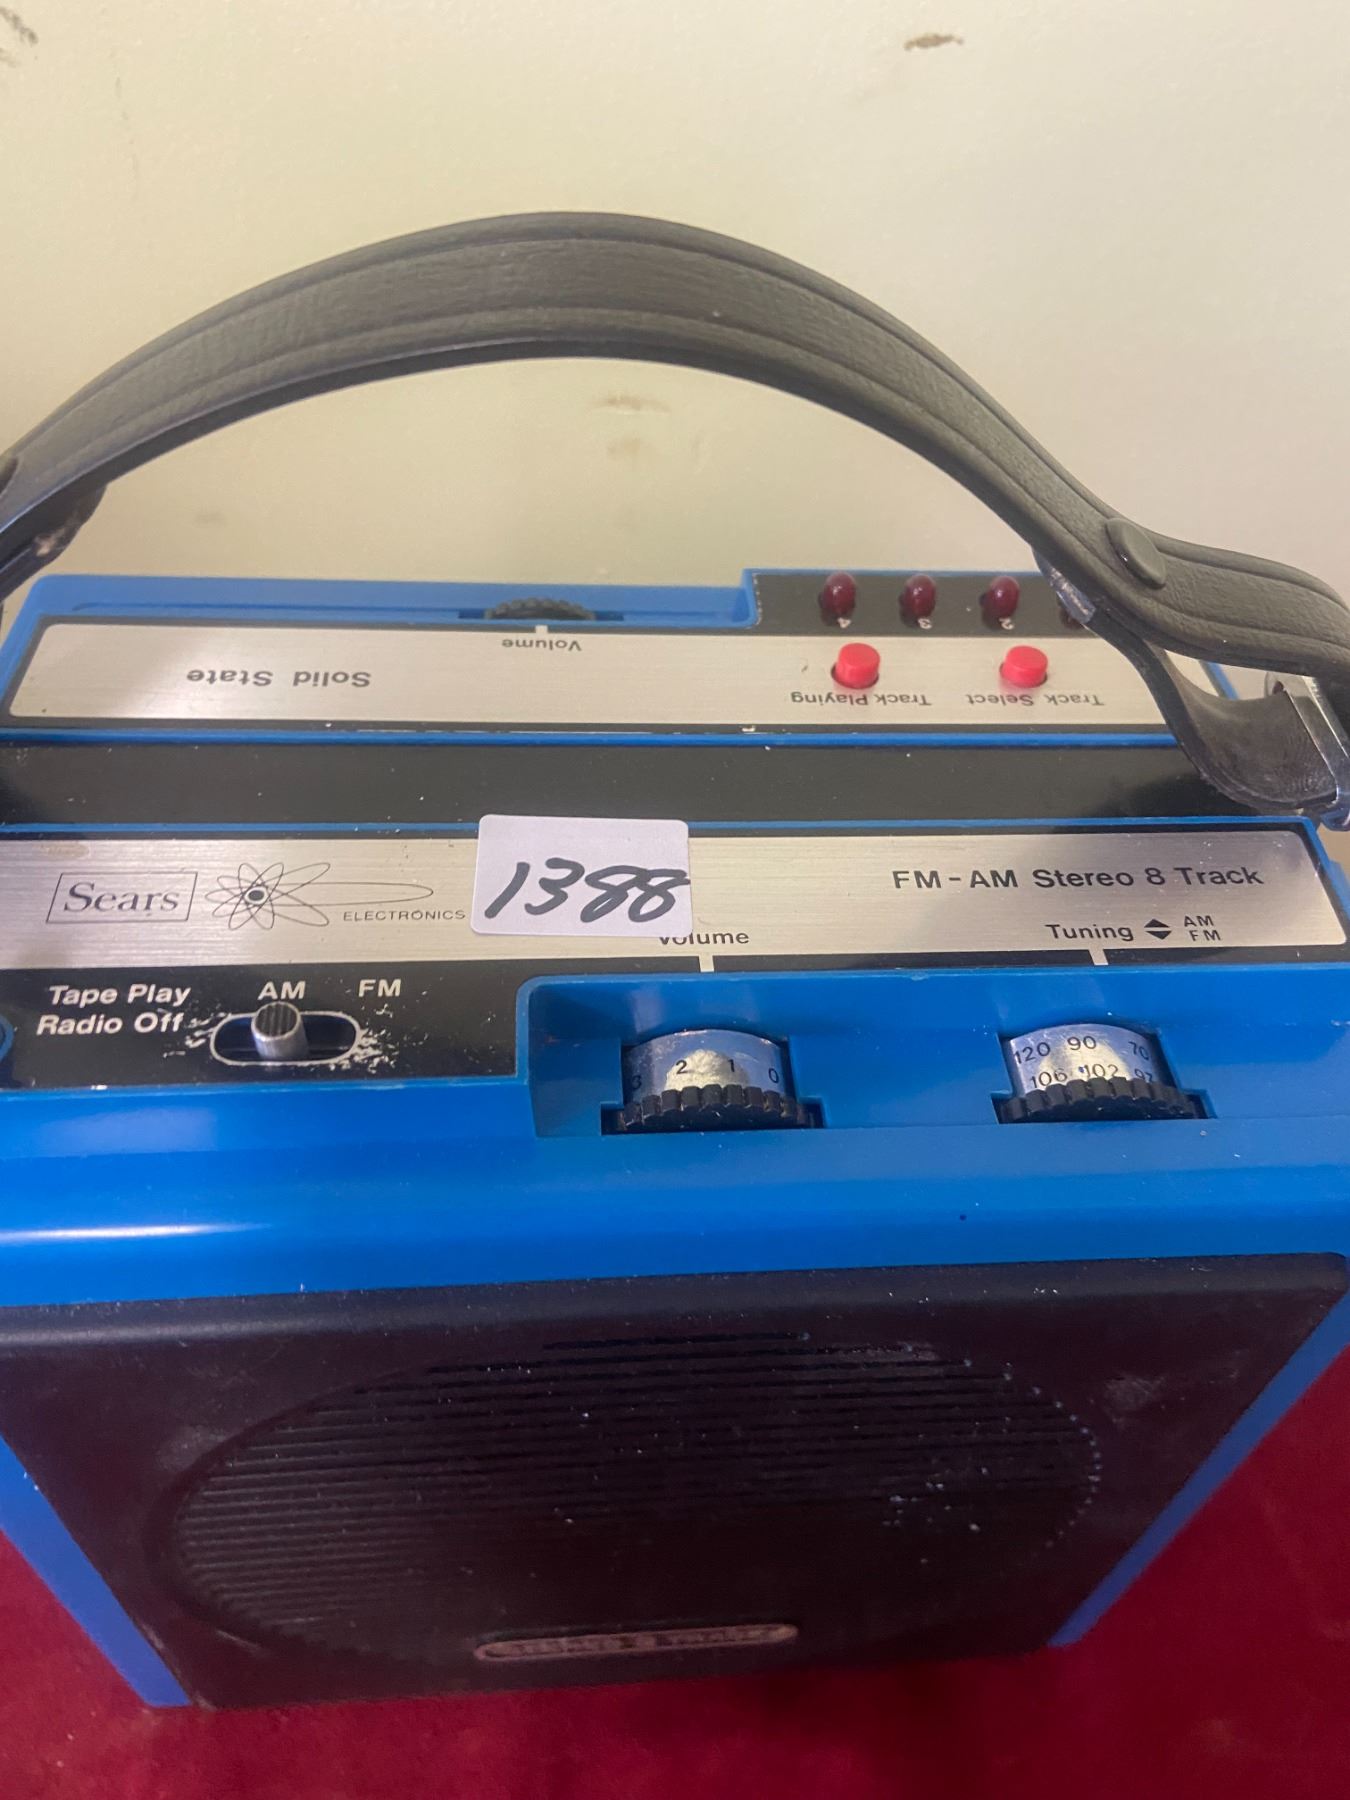 4 3 2
Volume
Solid State
Track Playing Track Select
Sears ELECTRONICS
1388
FM-AM Stereo 8 Track
Volume
Tuning AM
FM
Tape Play AM FM
Radio Off
3 2 1 0
120 90 70
106 102 97